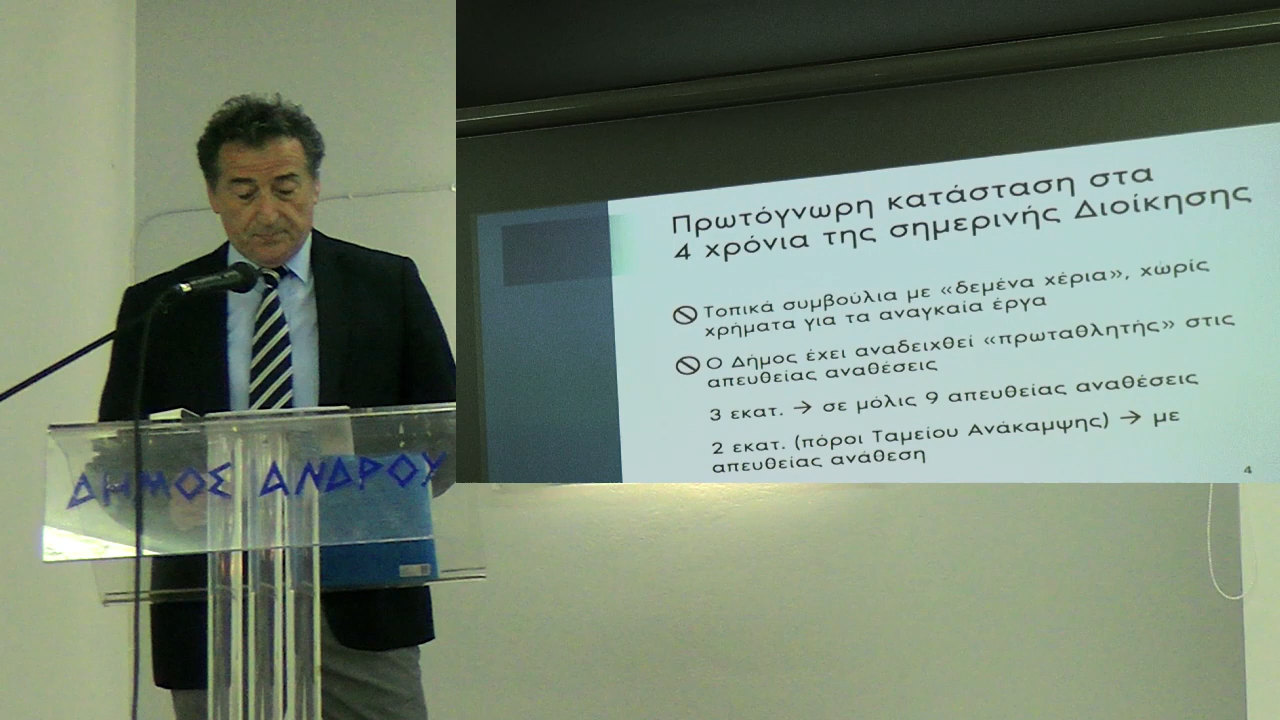 ΔΗΜΟΣ ΑΝΔΡΟΥ
Πρωτόγνωρη κατάσταση στα
4 χρόνια της σημερινής Διοίκησης
Τοπικά συμβούλια με «δεμένα χέρια», χωρίς
χρήματα για τα αναγκαία έργα
Ο Δήμος έχει αναδειχθεί «πρωταθλητής» στις
απευθείας αναθέσεις
3 εκατ. → σε μόλις 9 απευθείας αναθέσεις
2 εκατ. (πόροι Ταμείου Ανάκαμψης) → με
απευθείας ανάθεση
4